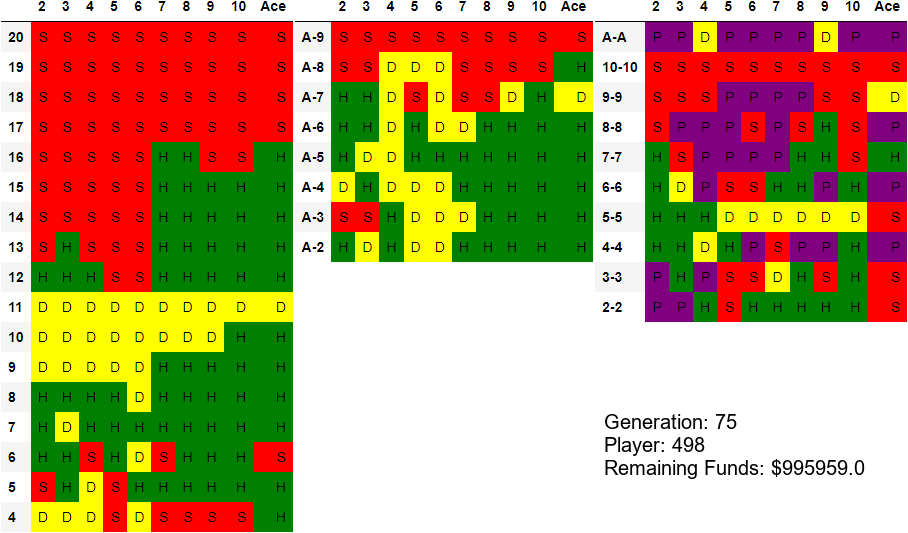 2 3 4 5 6 7 8 9 10 Ace
20 S S S S S S S S S S
19 S S S S S S S S S S
18 S S S S S S S S S S
17 S S S S S S S S S S
16 S S S S S H H S S H
15 S S S S S H H H H H
14 S S S S S H H H H H
13 S H S S S H H H H H
12 H H H S S H H H H H
11 D D D D D D D D D D
10 D D D D D D D D H H
9 D D D D D H H H H H
8 H H H H D H H H H H
7 H D H H H H H H H H
6 H H S H D S H H H S
5 S H D S H H H H H H
4 D D D S D S S S S H
2 3 4 5 6 7 8 9 10 Ace
A-9 S S S S S S S S S S
A-8 S S D D D S S S S H
A-7 H H D S D S S D H D
A-6 H H D H D D H H H H
A-5 H D D H H H H H H H
A-4 D H D D D H H H H H
A-3 S S H D D D H H H H
A-2 H D H D D H H H H H
2 3 4 5 6 7 8 9 10 Ace
A-A P P D P P P P D P P
10-10 S S S S S S S S S S
9-9 S S S P P P P S S D
8-8 S P P P S P S H S P
7-7 H S P P P P H H S H
6-6 H D P S S H H P H P
5-5 H H H D D D D D D S
4-4 H H D H P S P P H P
3-3 P H P S S D H S H S
2-2 P P H S H H H H H S
Generation: 75
Player: 498
Remaining Funds: $995959.0